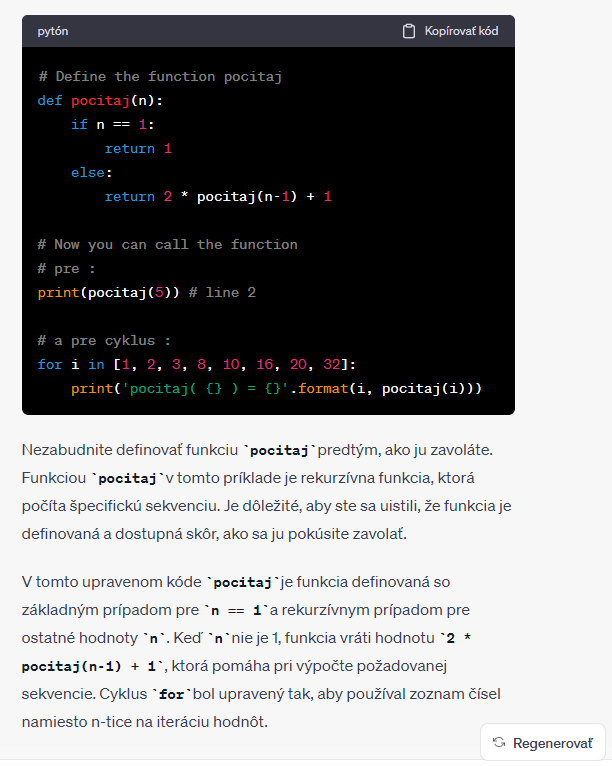 pytón Kopírovať kód
# Define the function pocitaj
def pocitaj(n):
    if n == 1:
        return 1
    else:
        return 2 * pocitaj(n-1) + 1
# Now you can call the function
# pre :
print(pocitaj(5)) # line 2
# a pre cyklus :
for i in [1, 2, 3, 8, 10, 16, 20, 32]:
    print('pocitaj( {} ) = {}'.format(i, pocitaj(i)))
Nezabudnite definovať funkciu `pocitaj`predtým, ako ju zavoláte.
Funkciou `pocitaj`v tomto príklade je rekurzívna funkcia, ktorá
počíta špecifickú sekvenciu. Je dôležité, aby ste sa uistili, že funkcia je
definovaná a dostupná skôr, ako sa ju pokúsite zavolať.
V tomto upravenom kóde `pocitaj`je funkcia definovaná so
základným prípadom pre `n == 1`a rekurzívnym prípadom pre
ostatné hodnoty `n`. Keď `n`nie je 1, funkcia vráti hodnotu `2 *
pocitaj(n-1) + 1`, ktorá pomáha pri výpočte požadovanej
sekvencie. Cyklus `for`bol upravený tak, aby používal zoznam čísel
namiesto n-tice na iteráciu hodnôt.
Regenerovať